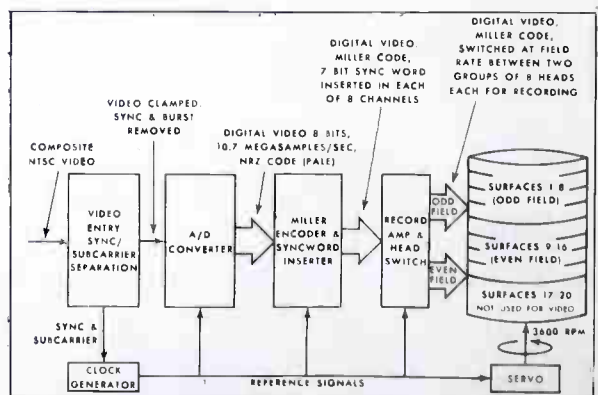 COMPOSITE
NTSC VIDEO
VIDEO CLAMPED,
SYNC & BURST
REMOVED
DIGITAL VIDEO 8 BITS,
10.7 MEGASAMPLES/SEC,
NRZ CODE (PALE)
DIGITAL VIDEO,
MILLER CODE,
7 BIT SYNC WORD
INSERTED IN EACH
OF 8 CHANNELS
DIGITAL VIDEO,
MILLER CODE,
SWITCHED AT FIELD
RATE BETWEEN TWO
GROUPS OF 8 HEADS
EACH FOR RECORDING
VIDEO
ENTRY
SYNC/
SUBCARRIER
SEPARATION
A/D
CONVERTER
MILLER
ENCODER &
SYNCWORD
INSERTER
RECORD
AMP &
HEAD
SWITCH
ODD
FIELD
EVEN
FIELD
SURFACES 1-8
(ODD FIELD)
SURFACES 9-16
(EVEN FIELD)
SURFACES 17-20
NOT USED FOR VIDEO
3600 RPM
SYNC &
SUBCARRIER
CLOCK
GENERATOR
REFERENCE SIGNALS
SERVO